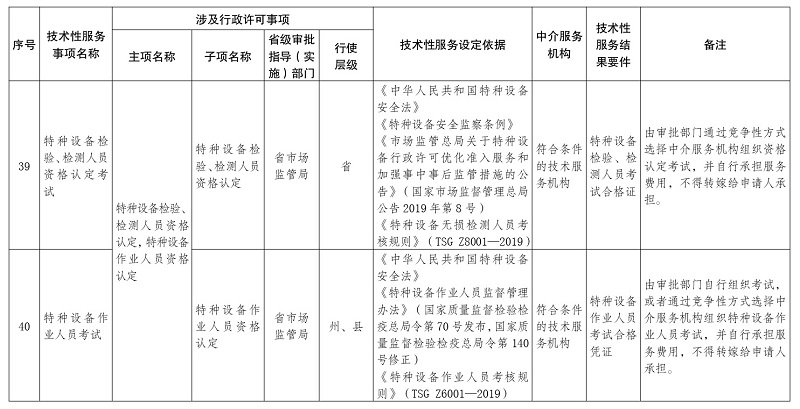 序号
技术性服务
事项名称
涉及行政许可事项
主项名称
子项名称
省级审批
指导（实
施）部门
行使
层级
技术性服务设定依据
中介服务
机构
技术性
服务结
果要件
备注
39
特种设备检
验、检测人员
资格认定考
试
特种设备检验、
检测人员资格
认定，特种设备
作业人员资格
认定
特种设备检
验、检测人员
资格认定
省市场
监管局
省
《中华人民共和国特种设备
安全法》
《特种设备安全监察条例》
《市场监管总局关于特种设
备行政许可优化准入服务和
加强事中事后监管措施的公
告》（国家市场监督管理总局
公告2019年第8号）
《特种设备无损检测人员考
核规则》（TSG Z8001—2019）
符合条件
的技术服
务机构
特种设备
检验、检
测人员考
试合格证
由审批部门通过竞争性方式
选择中介服务机构组织资格
认定考试，并自行承担服务
费用，不得转嫁给申请人承
担。
40
特种设备作
业人员考试
特种设备作
业人员资格
认定
省市场
监管局
州、县
《中华人民共和国特种设备
安全法》
《特种设备作业人员监督管理
办法》（国家质量监督检验检
疫总局令第70号发布，国家质
量监督检验检疫总局令第140
号修正）
《特种设备作业人员考核规
则》（TSG Z6001—2019）
符合条件
的技术服
务机构
特种设备
作业人员
考试合格
凭证
由审批部门自行组织考试，
或者通过竞争性方式选择中
介服务机构组织特种设备作
业人员考试，并自行承担服
务费用，不得转嫁给申请人
承担。